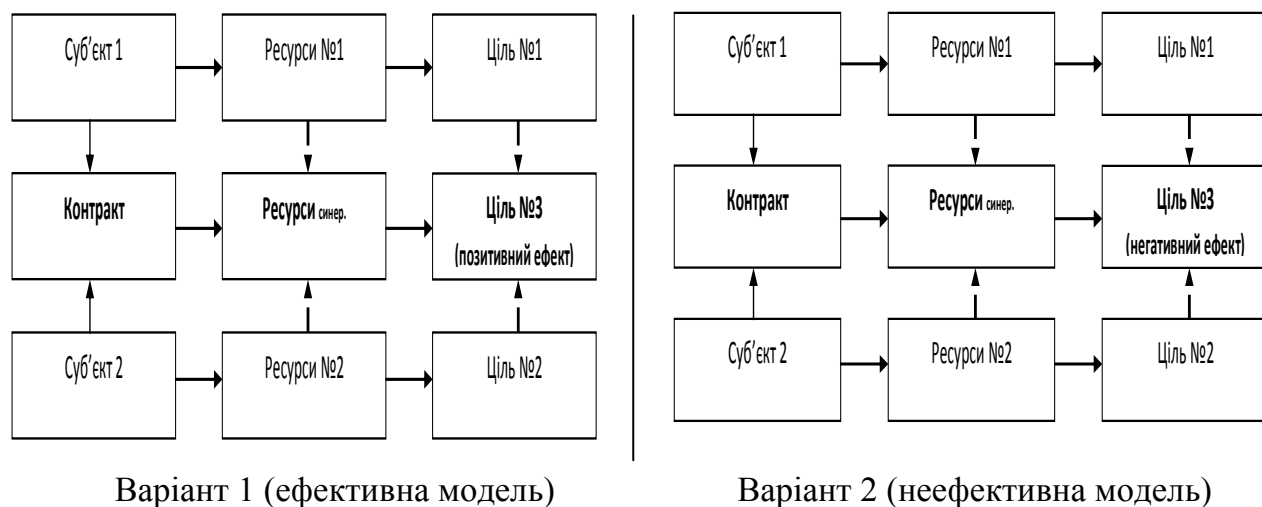 Суб’єкт 1
Ресурси №1
Ціль №1
Контракт
Ресурси синер.
Ціль №3
(позитивний ефект)
Суб’єкт 2
Ресурси №2
Ціль №2
Варіант 1 (ефективна модель)
Суб’єкт 1
Ресурси №1
Ціль №1
Контракт
Ресурси синер.
Ціль №3
(негативний ефект)
Суб’єкт 2
Ресурси №2
Ціль №2
Варіант 2 (неефективна модель)